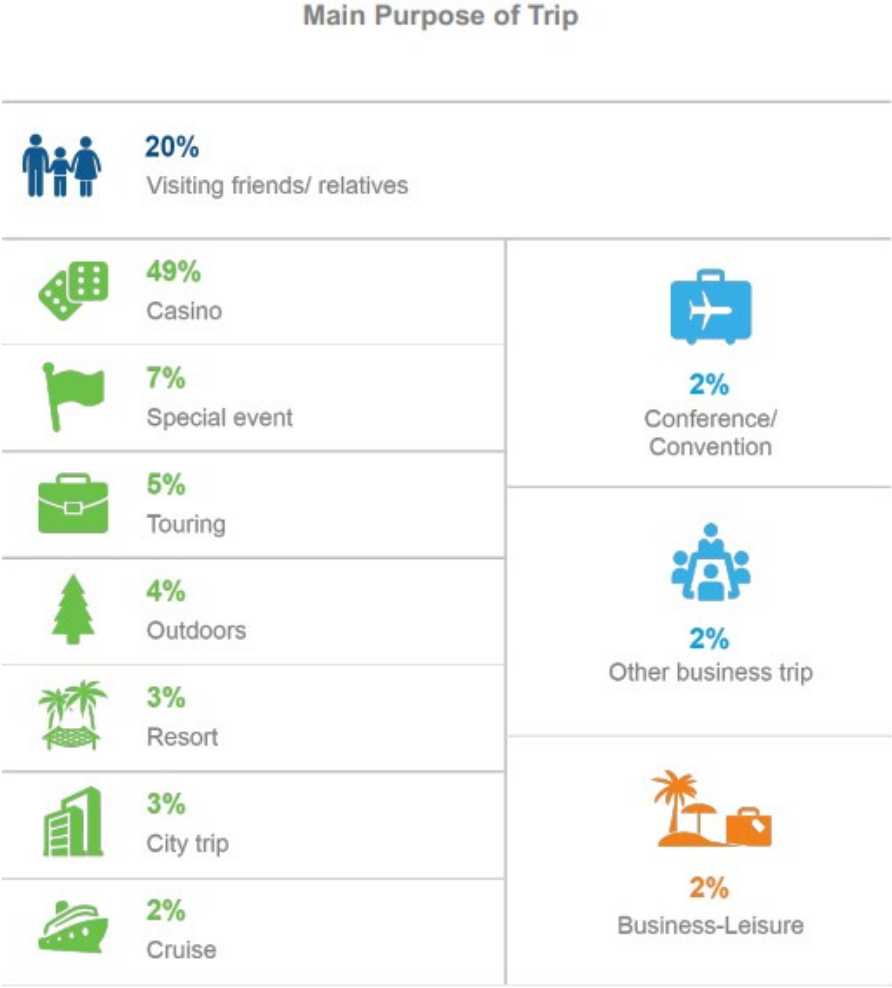 Main Purpose of Trip
20%
Visiting friends/ relatives
49%
Casino
7%
Special event
5%
Touring
4%
Outdoors
3%
Resort
3%
City trip
2%
Cruise
2%
Conference/
Convention
2%
Other business trip
2%
Business-Leisure